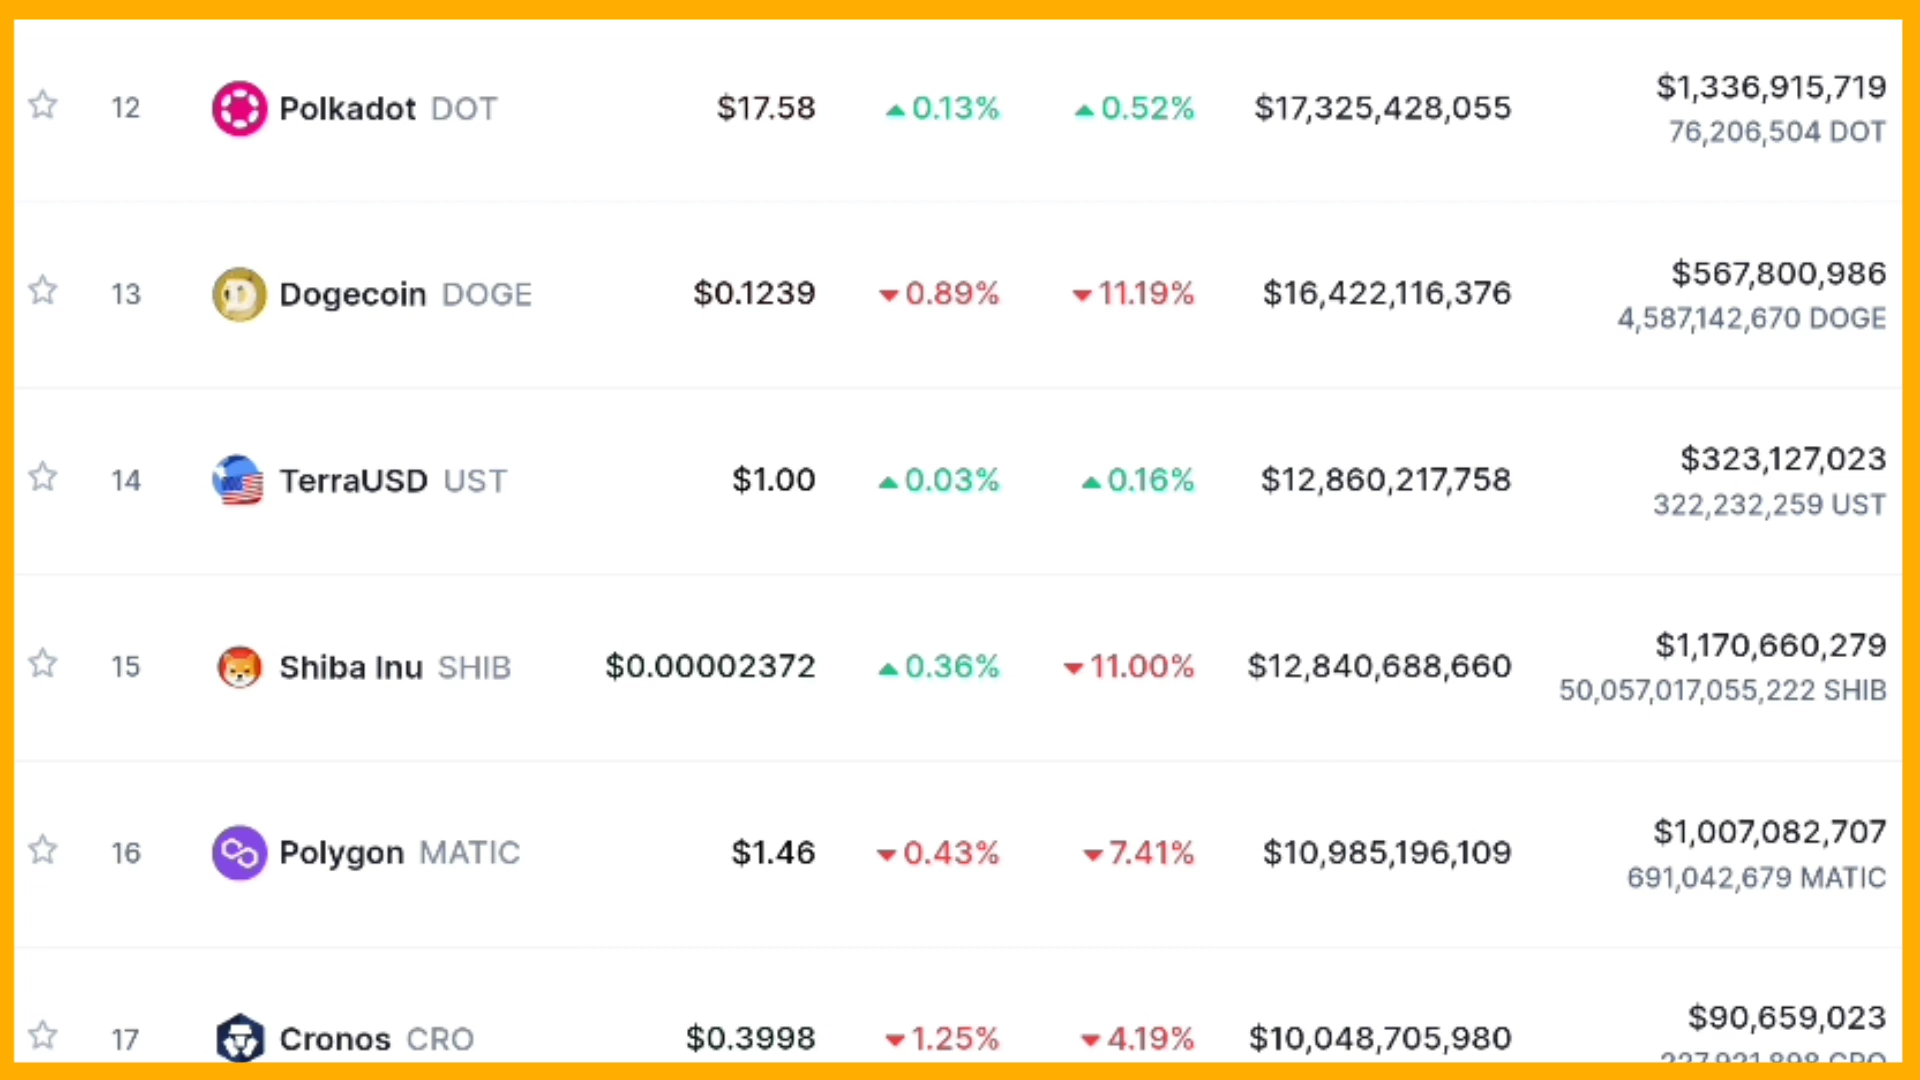 12 Polkadot DOT $17.58 0.13% 0.52% $17,325,428,055 $1,336,915,719
76,206,504 DOT
13 Dogecoin DOGE $0.1239 0.89% 11.19% $16,422,116,376 $567,800,986
4,587,142,670 DOGE
14 TerraUSD UST $1.00 0.03% 0.16% $12,860,217,758 $323,127,023
322,232,259 UST
15 Shiba Inu SHIB $0.00002372 0.36% 11.00% $12,840,688,660 $1,170,660,279
50,057,017,055,222 SHIB
16 Polygon MATIC $1.46 0.43% 7.41% $10,985,196,109 $1,007,082,707
691,042,679 MATIC
17 Cronos CRO $0.3998 1.25% 4.19% $10,048,705,980 $90,659,023